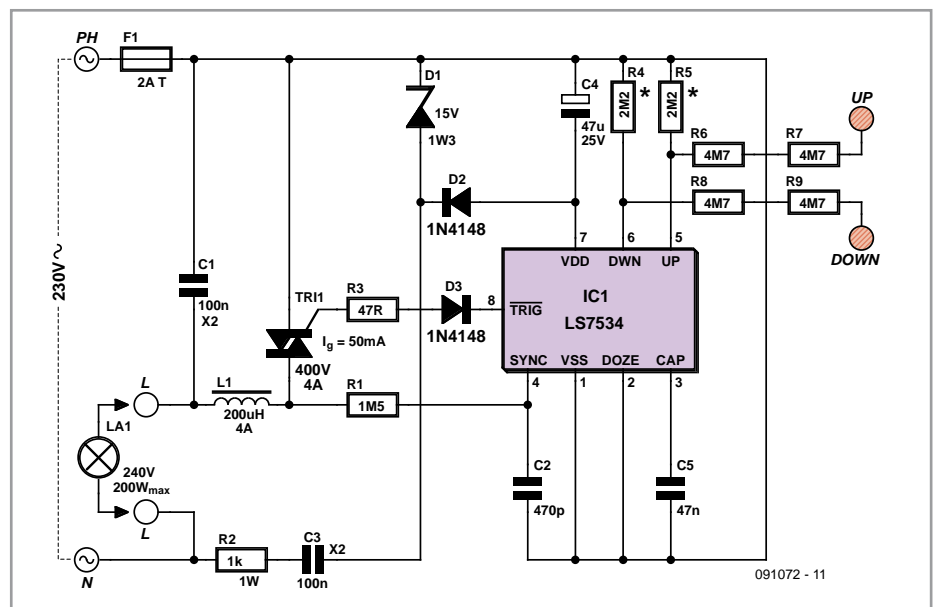 PH
F1
2A T
D1
15V
1W3
C4
47u
25V
R4
2M2
*
R5
2M2
*
UP
R6
4M7
R7
4M7
R8
4M7
R9
4M7
DOWN
D2
1N4148
7
6
5
VDD
DWN
UP
230V ~
C1
100n
X2
TRI1
R3
47R
Ig = 50mA
D3
1N4148
8
TRIG
IC1
LS7534
400V
4A
SYNC
VSS
DOZE
CAP
4
1
2
3
L
L1
200uH
4A
R1
1M5
LA1
240V
200Wmax
L
C2
470p
C5
47n
R2
1k
1W
C3
X2
100n
N
091072 - 11